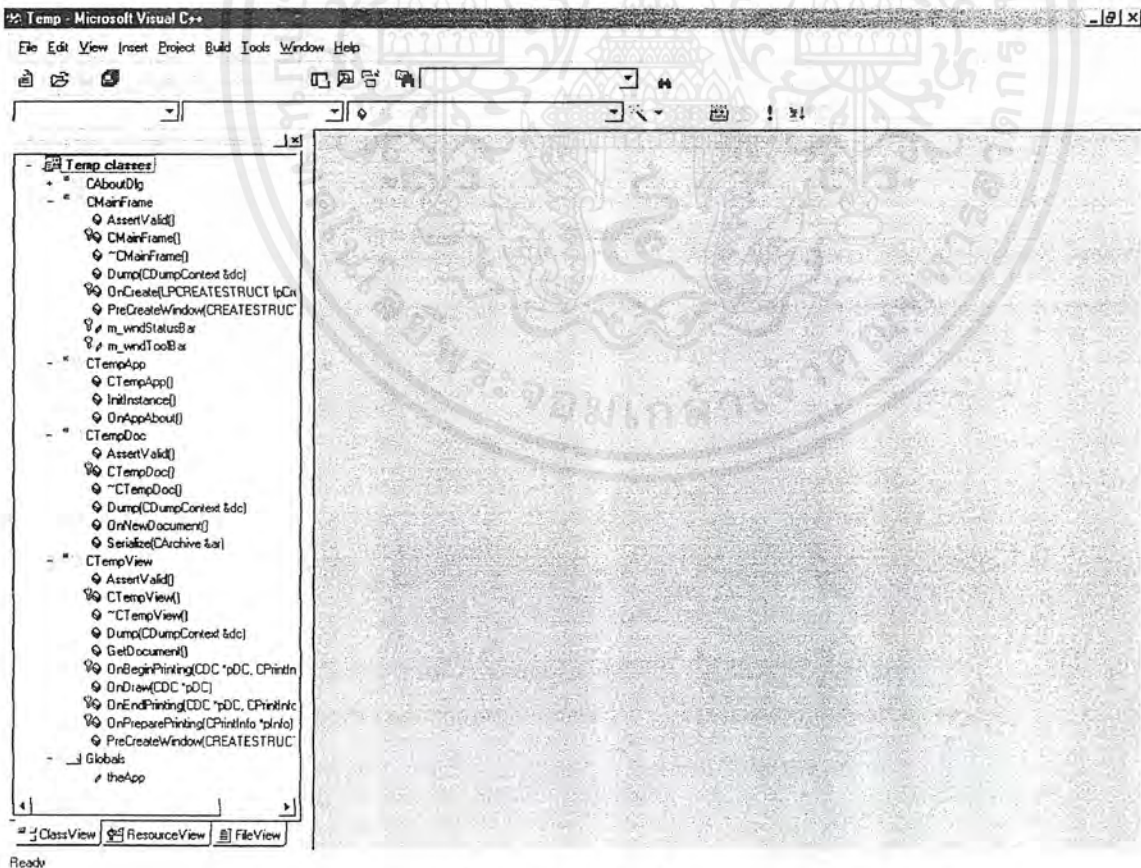 Temp - Microsoft Visual C++
File Edit View Insert Project Build Tools Window Help
Temp classes
CAboutDlg
CMainFrame
AssertValid()
CMainFrame()
~CMainFrame()
Dump(CDumpContext &dc)
OnCreate(LPCREATESTRUCT lpCre
PreCreateWindow(CREATESTRUCT
m_wndStatusBar
m_wndToolBar
CTempApp
CTempApp()
InitInstance()
OnAppAbout()
CTempDoc
AssertValid()
CTempDoc()
~CTempDoc()
Dump(CDumpContext &dc)
OnNewDocument()
Serialize(CArchive &ar)
CTempView
AssertValid()
CTempView()
~CTempView()
Dump(CDumpContext &dc)
GetDocument()
OnBeginPrinting(CDC *pDC, CPrintIn
OnDraw(CDC *pDC)
OnEndPrinting(CDC *pDC, CPrintInfo
OnPreparePrinting(CPrintInfo *pInfo)
PreCreateWindow(CREATESTRUCT
Globals
theApp
ClassView ResourceView FileView
Ready